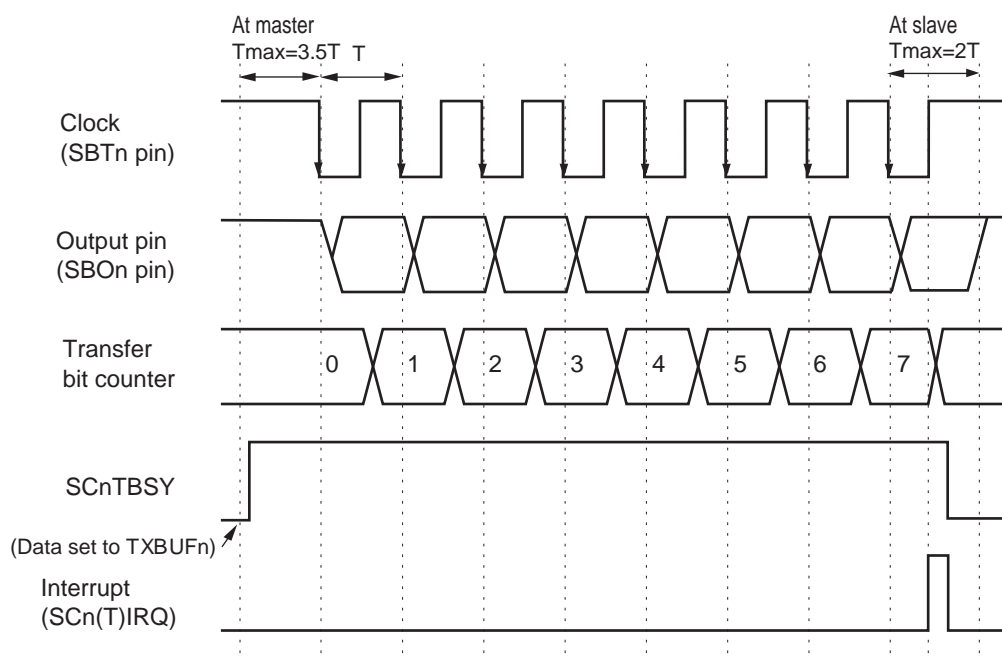 At master
Tmax=3.5T
T
At slave
Tmax=2T
Clock
(SBTn pin)
Output pin
(SBOn pin)
Transfer
bit counter
0 1 2 3 4 5 6 7
SCnTBSY
(Data set to TXBUFn)
Interrupt
(SCn(T)IRQ)